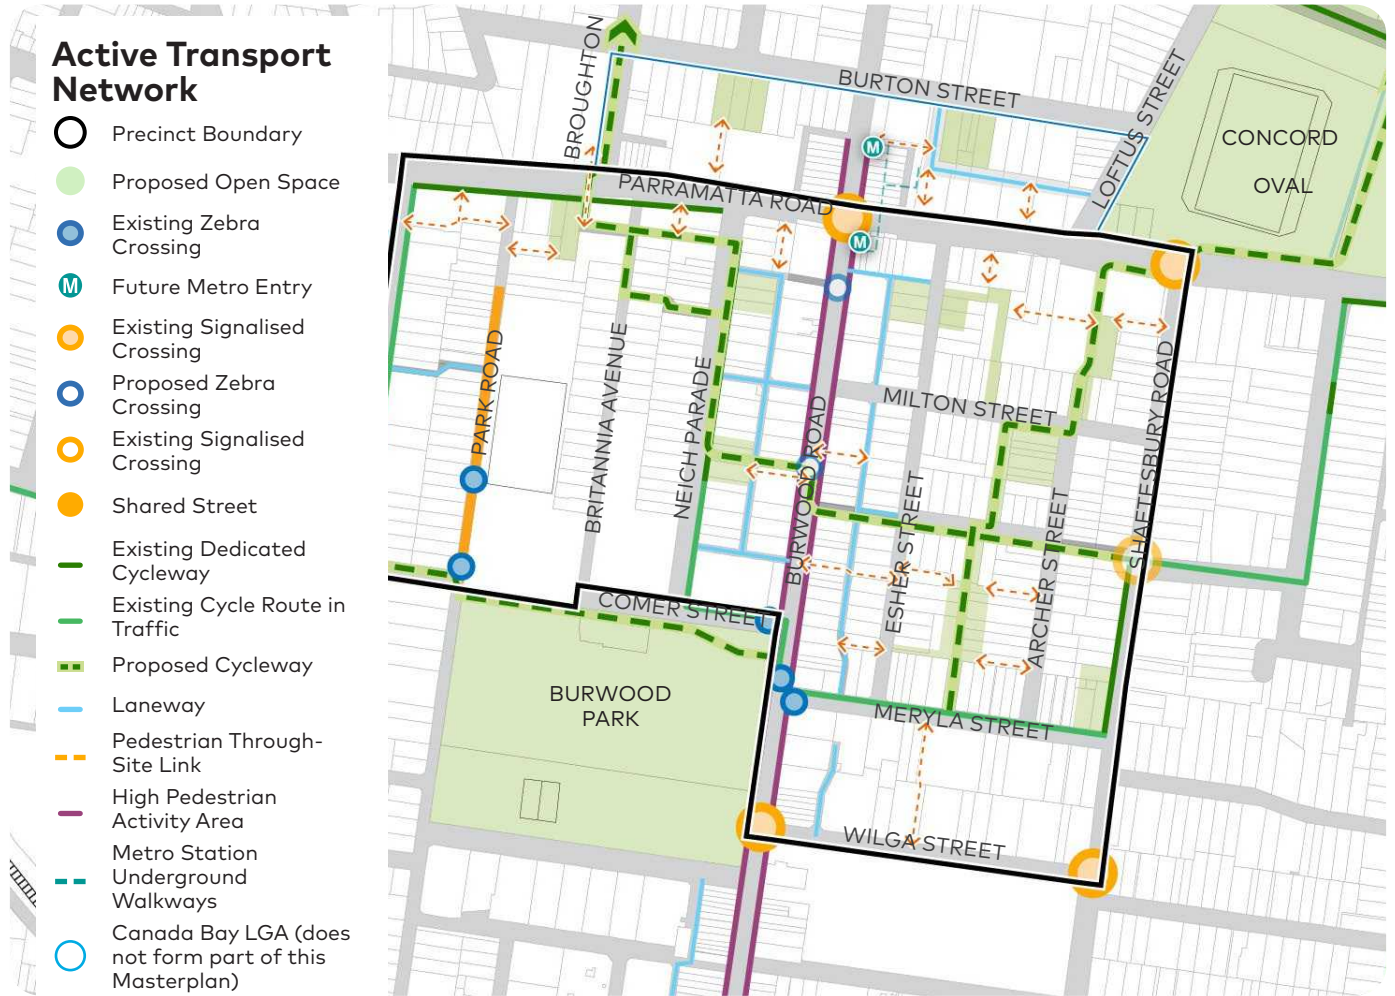 Active Transport
Network
Precinct Boundary
Proposed Open Space
Existing Zebra
Crossing
M
Future Metro Entry
Existing Signalised
Crossing
Proposed Zebra
Crossing
Existing Signalised
Crossing
Shared Street
Existing Dedicated
Cycleway
Existing Cycle Route in
Traffic
Proposed Cycleway
Laneway
Pedestrian Through-
Site Link
High Pedestrian
Activity Area
Metro Station
Underground
Walkways
Canada Bay LGA (does
not form part of this
Masterplan)
BROUGHTON
BURTON STREET
LOFTUS STREET
CONCORD
OVAL
M
PARRAMATTA ROAD
M
PARK ROAD
BRITANNIA AVENUE
NEICH PARADE
BURWOOD ROAD
MILTON STREET
SHAFTESBURY ROAD
ESHER STREET
ARCHER STREET
COMER STREET
BURWOOD
PARK
MERYLA STREET
WILGA STREET